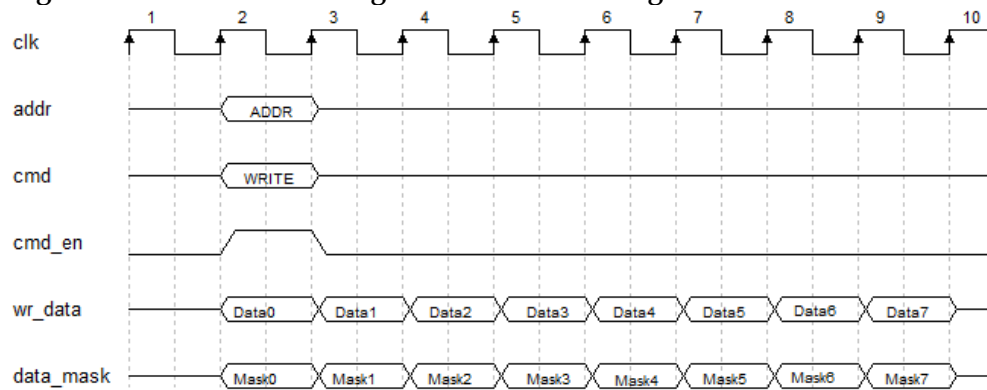 1 2 3 4 5 6 7 8 9 10
clk
addr ADDR
cmd WRITE
cmd_en
wr_data Data0 Data1 Data2 Data3 Data4 Data5 Data6 Data7
data_mask Mask0 Mask1 Mask2 Mask3 Mask4 Mask5 Mask6 Mask7